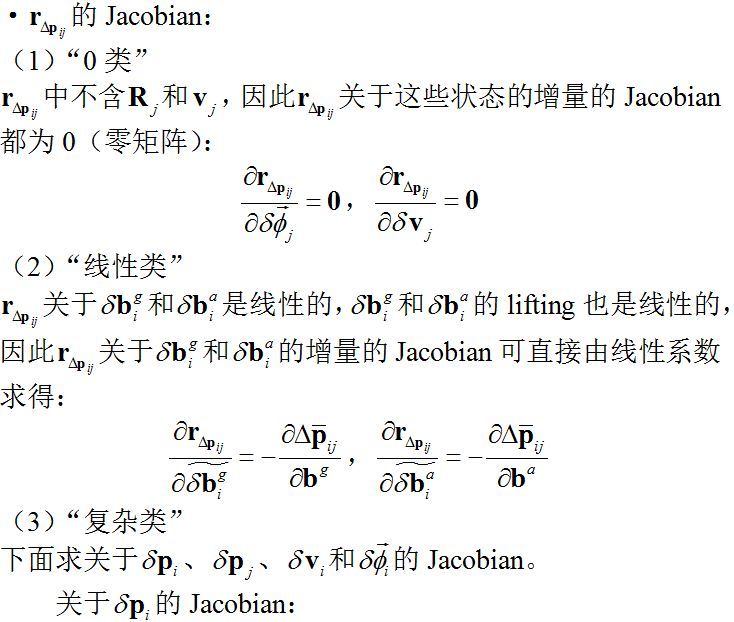 · $\mathbf{r}_{\Delta \mathbf{p}_{ij}}$ 的 Jacobian：
（1）“0 类”
$\mathbf{r}_{\Delta \mathbf{p}_{ij}}$ 中不含 $\mathbf{R}_j$ 和 $\mathbf{v}_j$，因此 $\mathbf{r}_{\Delta \mathbf{p}_{ij}}$ 关于这些状态的增量的 Jacobian
都为 0（零矩阵）：
$\frac{\partial \mathbf{r}_{\Delta \mathbf{p}_{ij}}}{\partial \delta \vec{\phi}_j} = \mathbf{0}$，$\frac{\partial \mathbf{r}_{\Delta \mathbf{p}_{ij}}}{\partial \delta \mathbf{v}_j} = \mathbf{0}$
（2）“线性类”
$\mathbf{r}_{\Delta \mathbf{p}_{ij}}$ 关于 $\delta \mathbf{b}_i^g$ 和 $\delta \mathbf{b}_i^a$ 是线性的，$\delta \mathbf{b}_i^g$ 和 $\delta \mathbf{b}_i^a$ 的 lifting 也是线性的，
因此 $\mathbf{r}_{\Delta \mathbf{p}_{ij}}$ 关于 $\delta \mathbf{b}_i^g$ 和 $\delta \mathbf{b}_i^a$ 的增量的 Jacobian 可直接由线性系数
求得：
$\frac{\partial \mathbf{r}_{\Delta \mathbf{p}_{ij}}}{\partial \widetilde{\delta \mathbf{b}_i^g}} = -\frac{\partial \Delta \overline{\mathbf{p}}_{ij}}{\partial \mathbf{b}^g}$，$\frac{\partial \mathbf{r}_{\Delta \mathbf{p}_{ij}}}{\partial \widetilde{\delta \mathbf{b}_i^a}} = -\frac{\partial \Delta \overline{\mathbf{p}}_{ij}}{\partial \mathbf{b}^a}$
（3）“复杂类”
下面求关于 $\delta \mathbf{p}_i$、$\delta \mathbf{p}_j$、$\delta \mathbf{v}_i$ 和 $\delta \vec{\phi}_i$ 的 Jacobian。
关于 $\delta \mathbf{p}_i$ 的 Jacobian：